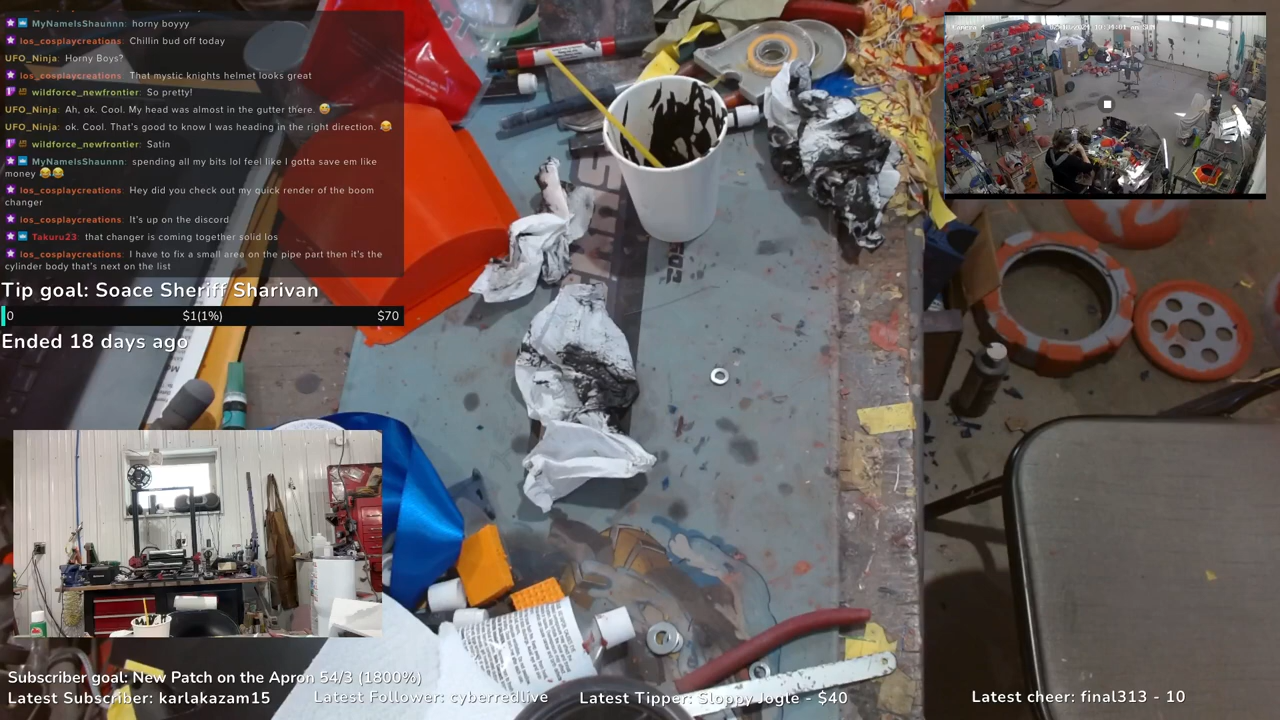 MyNameIsShaunnn: horny boyyy
los_cosplaycreations: Chillin bud off today
UFO_Ninja: Horny Boys?
los_cosplaycreations: That mystic knights helmet looks great
wildforce_newfrontier: So pretty!
UFO_Ninja: Ah, ok. Cool. My head was almost in the gutter there. 😅
UFO_Ninja: ok. Cool. That's good to know I was heading in the right direction. 😂
wildforce_newfrontier: Satin
MyNameIsShaunnn: spending all my bits lol feel like I gotta save em like
money 😂😂
los_cosplaycreations: Hey did you check out my quick render of the boom
changer
los_cosplaycreations: It's up on the discord
Takuru23: that changer is coming together solid los
los_cosplaycreations: I have to fix a small area on the pipe part then it's the
cylinder body that's next on the list
Tip goal: Soace Sheriff Sharivan
0 $1(1%) $70
Ended 18 days ago
Subscriber goal: New Patch on the Apron 54/3 (1800%)
Latest Subscriber: karlakazam15
Latest Follower: cyberredlive
Latest Tipper: Sloppy Jogle - $40
Latest cheer: final313 - 10